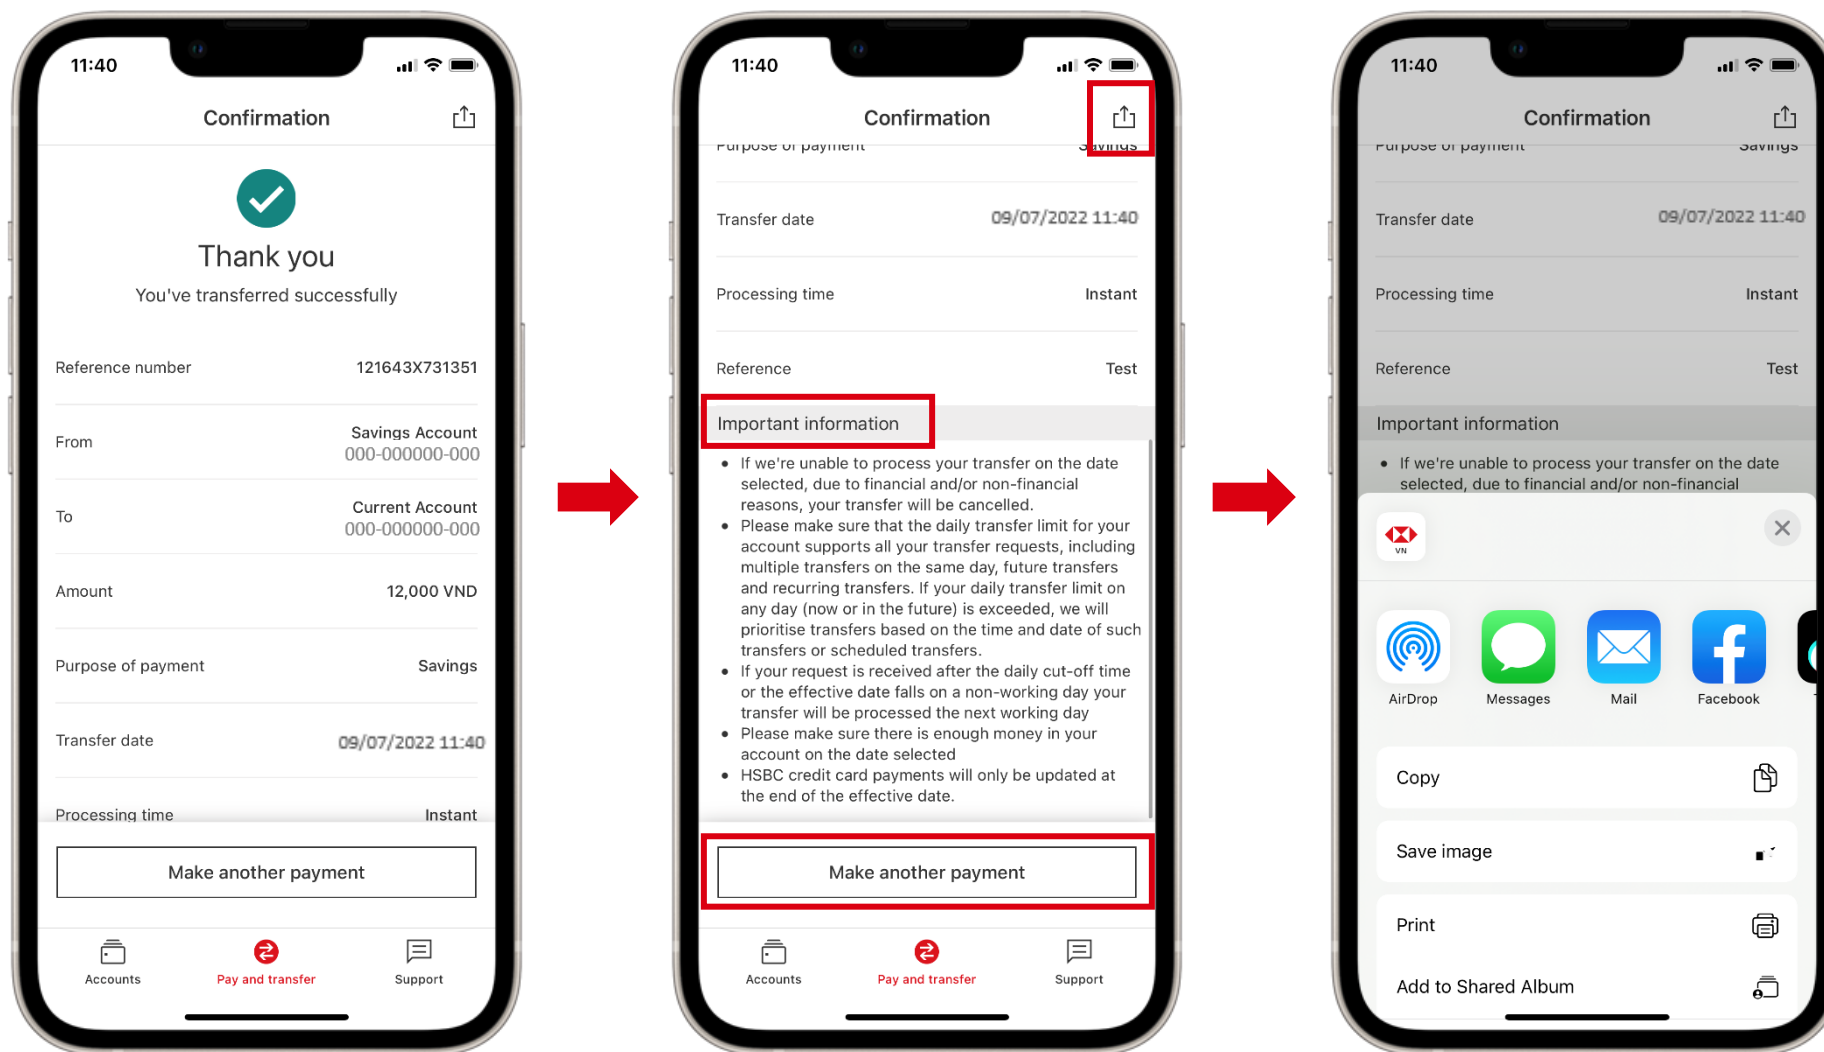 11:40
Confirmation
Thank you
You've transferred successfully
Reference number 121643X731351
From Savings Account
000-000000-000
To Current Account
000-000000-000
Amount 12,000 VND
Purpose of payment Savings
Transfer date 09/07/2022 11:40
Processing time Instant
Make another payment
Accounts Pay and transfer Support
11:40
Confirmation
Purpose of payment Savings
Transfer date 09/07/2022 11:40
Processing time Instant
Reference Test
Important information
• If we're unable to process your transfer on the date
selected, due to financial and/or non-financial
reasons, your transfer will be cancelled.
• Please make sure that the daily transfer limit for your
account supports all your transfer requests, including
multiple transfers on the same day, future transfers
and recurring transfers. If your daily transfer limit on
any day (now or in the future) is exceeded, we will
prioritise transfers based on the time and date of such
transfers or scheduled transfers.
• If your request is received after the daily cut-off time
or the effective date falls on a non-working day your
transfer will be processed the next working day
• Please make sure there is enough money in your
account on the date selected
• HSBC credit card payments will only be updated at
the end of the effective date.
Make another payment
Accounts Pay and transfer Support
11:40
Confirmation
Purpose of payment Savings
Transfer date 09/07/2022 11:40
Processing time Instant
Reference Test
Important information
• If we're unable to process your transfer on the date
selected, due to financial and/or non-financial
VN
AirDrop Messages Mail Facebook
Copy
Save image
Print
Add to Shared Album